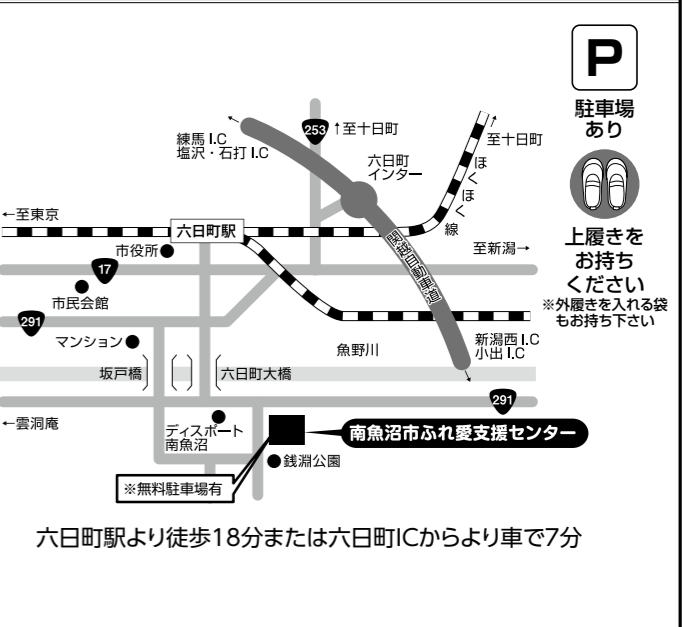 P
駐車場
あり
上履きを
お持ち
ください
※外履きを入れる袋
もお持ち下さい
253
↑至十日町
練馬 I.C
塩沢・石打 I.C
六日町
インター
至十日町
ほくほく線
←至東京
六日町駅
市役所
関越自動車道
至新潟→
17
市民会館
291
マンション
魚野川
新潟西 I.C
小出 I.C
坂戸橋
六日町大橋
291
←雲洞庵
ディスポート
南魚沼
南魚沼市ふれ愛支援センター
銭淵公園
※無料駐車場有
六日町駅より徒歩18分または六日町ICからより車で7分